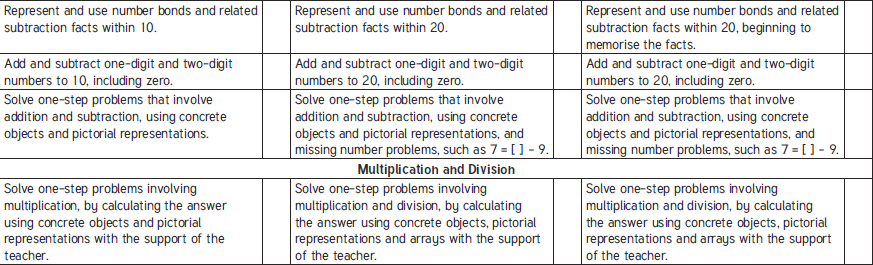 Represent and use number bonds and related
subtraction facts within 10.
Represent and use number bonds and related
subtraction facts within 20.
Represent and use number bonds and related
subtraction facts within 20, beginning to
memorise the facts.
Add and subtract one-digit and two-digit
numbers to 10, including zero.
Add and subtract one-digit and two-digit
numbers to 20, including zero.
Add and subtract one-digit and two-digit
numbers to 20, including zero.
Solve one-step problems that involve
addition and subtraction, using concrete
objects and pictorial representations.
Solve one-step problems that involve
addition and subtraction, using concrete
objects and pictorial representations, and
missing number problems, such as 7 = [ ] – 9.
Solve one-step problems that involve
addition and subtraction, using concrete
objects and pictorial representations, and
missing number problems, such as 7 = [ ] – 9.
Multiplication and Division
Solve one-step problems involving
multiplication, by calculating the answer
using concrete objects and pictorial
representations with the support of the
teacher.
Solve one-step problems involving
multiplication and division, by calculating
the answer using concrete objects, pictorial
representations and arrays with the support
of the teacher.
Solve one-step problems involving
multiplication and division, by calculating
the answer using concrete objects, pictorial
representations and arrays with the support
of the teacher.